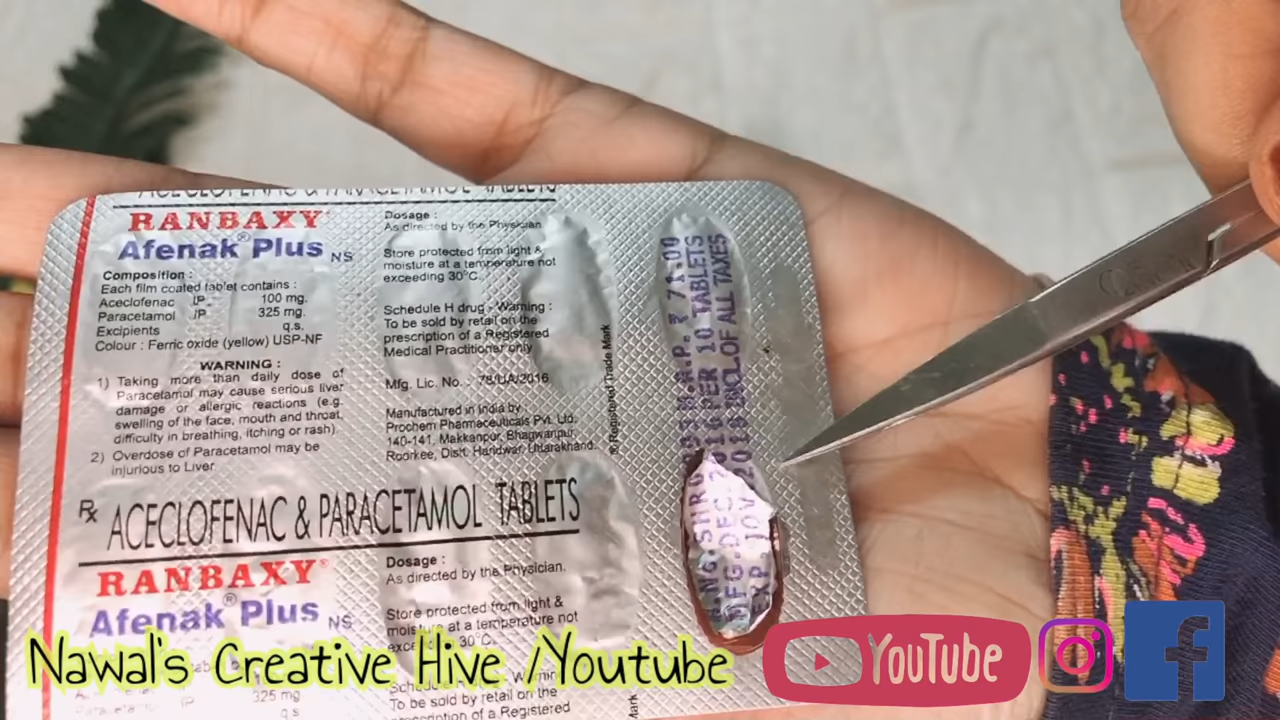 ACECLOFENAC & PARACETAMOL TABLETS
RANBAXY
Afenak® Plus NS
Composition :
Each film coated tablet contains :
Aceclofenac IP 100 mg.
Paracetamol IP 325 mg.
Excipients q.s.
Colour : Ferric oxide (yellow) USP-NF
WARNING :
1) Taking more than daily dose of
Paracetamol may cause serious liver
damage or allergic reactions (e.g.
swelling of the face, mouth and throat,
difficulty in breathing, itching or rash).
2) Overdose of Paracetamol may be
injurious to Liver
Dosage :
As directed by the Physician
Store protected from light &
moisture at a temperature not
exceeding 30°C.
Schedule H drug - Warning :
To be sold by retail on the
prescription of a Registered
Medical Practitioner only
Mfg. Lic. No. : 78/UA/2016
Manufactured in India by
Prochem Pharmaceuticals Pvt. Ltd.
140-141, Makkanpur, Bhagwanpur,
Roorkee, Distt. Haridwar, Uttarakhand.
® Registered Trade Mark
M.R.P. ₹ 71.00
PER 10 TABLETS
INCL.OF ALL TAXES
MFG.DEC.2016
EXP. NOV 2018
Rx ACECLOFENAC & PARACETAMOL TABLETS
RANBAXY®
Afenak® Plus NS
325 mg
q.s
Dosage :
As directed by the Physician.
Store protected from light &
moisture at a temperature not
30°C.
To be sold by retail on the
of a Registered
Mark
Nawal's Creative Hive /Youtube
YouTube
f